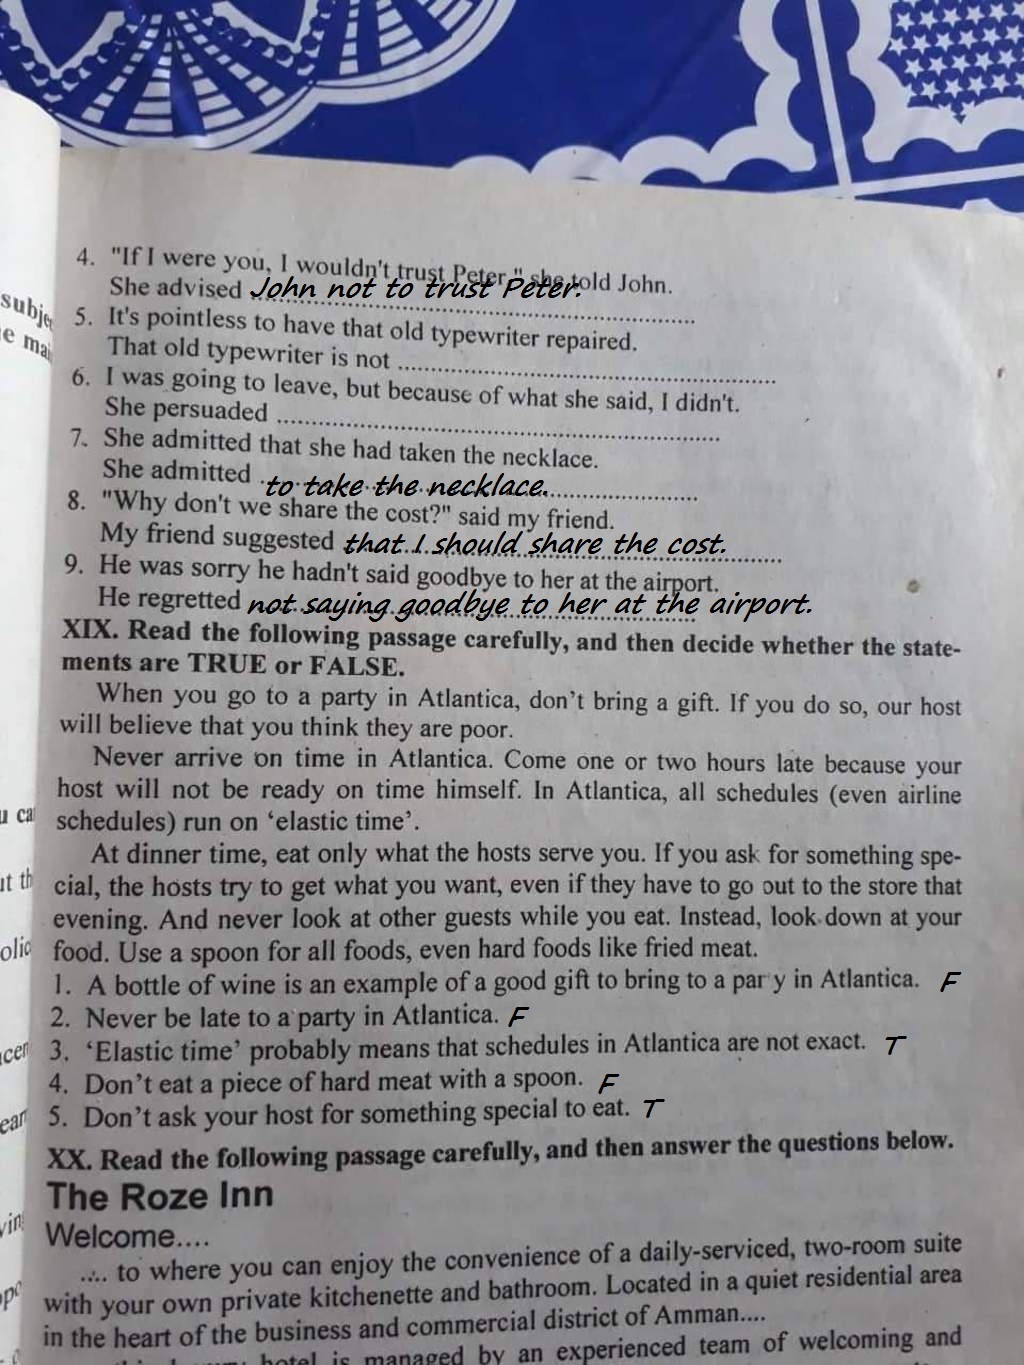 4. "If I were you, I wouldn't trust Peter," she told John.
She advised John not to trust Peter.
subje
5. It's pointless to have that old typewriter repaired.
e mai
That old typewriter is not ........
6. I was going to leave, but because of what she said, I didn't.
She persuaded ........
7. She admitted that she had taken the necklace.
She admitted to take the necklace.
8. "Why don't we share the cost?" said my friend.
My friend suggested that I should share the cost.
9. He was sorry he hadn't said goodbye to her at the airport.
He regretted not saying goodbye to her at the airport.
XIX. Read the following passage carefully, and then decide whether the state-
ments are TRUE or FALSE.
When you go to a party in Atlantica, don't bring a gift. If you do so, our host
will believe that you think they are poor.
Never arrive on time in Atlantica. Come one or two hours late because your
host will not be ready on time himself. In Atlantica, all schedules (even airline
schedules) run on 'elastic time'.
At dinner time, eat only what the hosts serve you. If you ask for something spe-
cial, the hosts try to get what you want, even if they have to go out to the store that
evening. And never look at other guests while you eat. Instead, look down at your
food. Use a spoon for all foods, even hard foods like fried meat.
1. A bottle of wine is an example of a good gift to bring to a par y in Atlantica. F
2. Never be late to a party in Atlantica. F
3. 'Elastic time' probably means that schedules in Atlantica are not exact. T
4. Don't eat a piece of hard meat with a spoon. F
5. Don't ask your host for something special to eat. T
XX. Read the following passage carefully, and then answer the questions below.
The Roze Inn
Welcome....
.... to where you can enjoy the convenience of a daily-serviced, two-room suite
with your own private kitchenette and bathroom. Located in a quiet residential area
in the heart of the business and commercial district of Amman....
hotel is managed by an experienced team of welcoming and